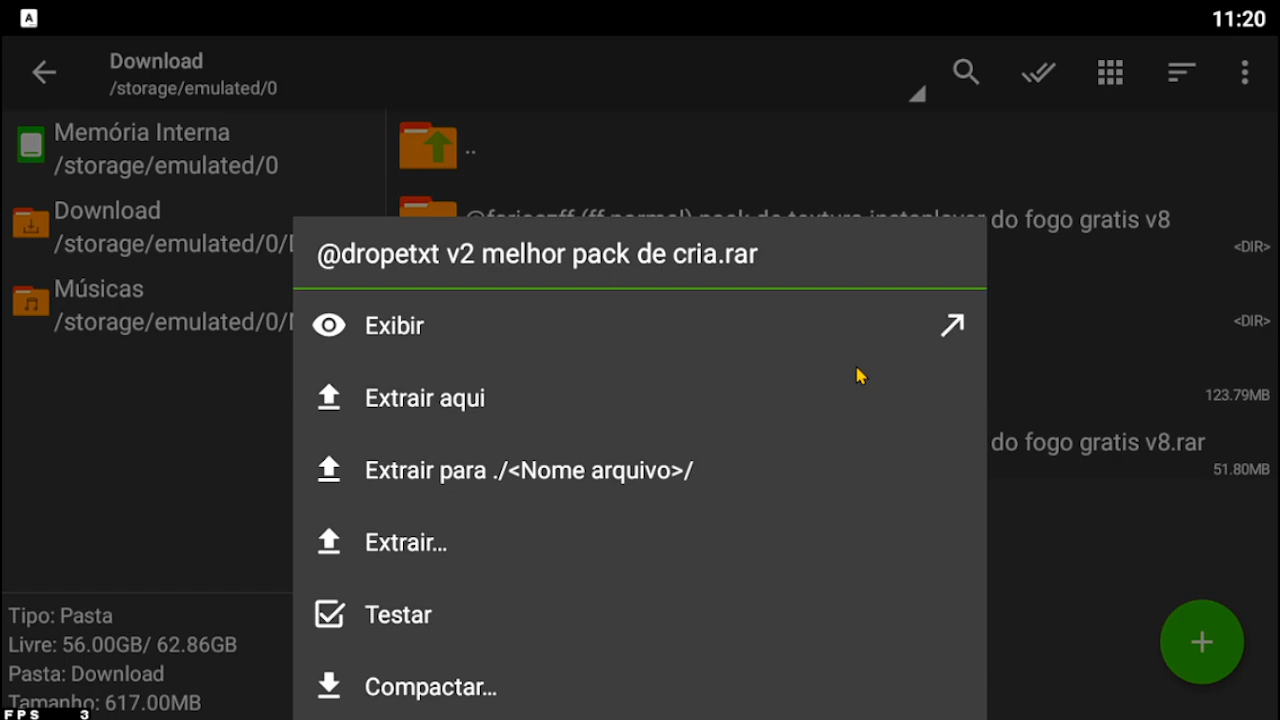 A
11:20
Download
/storage/emulated/0
Memória Interna
/storage/emulated/0
Download
/storage/emulated/0/
Músicas
/storage/emulated/0/
..
do fogo gratis v8
<DIR>
<DIR>
123.79MB
do fogo gratis v8.rar
51.80MB
@dropetxt v2 melhor pack de cria.rar
Exibir
Extrair aqui
Extrair para ./<Nome arquivo>/
Extrair...
Testar
Compactar...
Tipo: Pasta
Livre: 56.00GB/ 62.86GB
Pasta: Download
Tamanho: 617.00MB
FPS 3
+